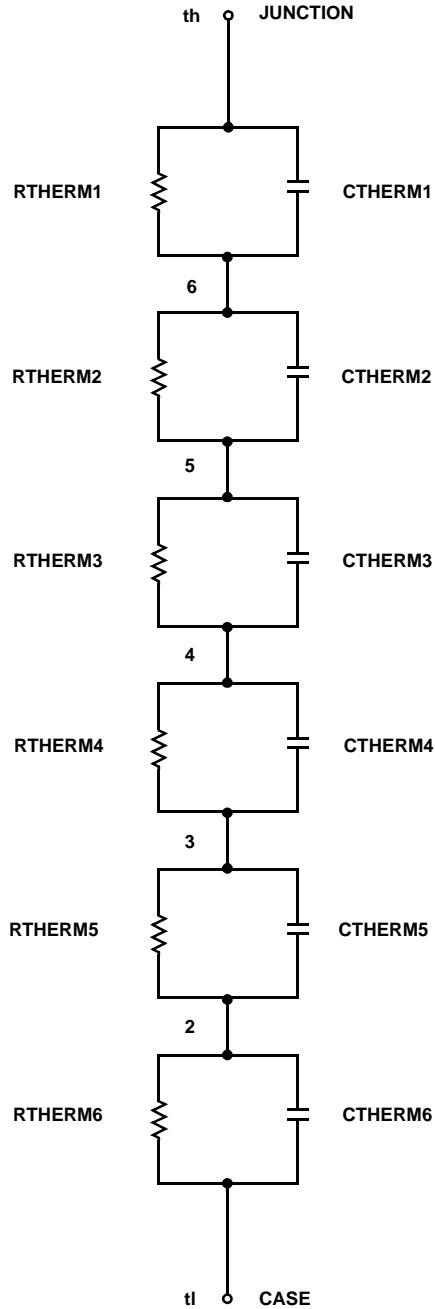 th JUNCTION
RTHERM1 CTHERM1
6
RTHERM2 CTHERM2
5
RTHERM3 CTHERM3
4
RTHERM4 CTHERM4
3
RTHERM5 CTHERM5
2
RTHERM6 CTHERM6
tl CASE